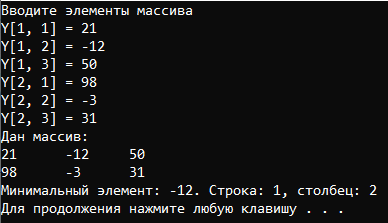 Вводите элементы массива
Y[1, 1] = 21
Y[1, 2] = -12
Y[1, 3] = 50
Y[2, 1] = 98
Y[2, 2] = -3
Y[2, 3] = 31
Дан массив:
21 -12 50
98 -3 31
Минимальный элемент: -12. Строка: 1, столбец: 2
Для продолжения нажмите любую клавишу . . .